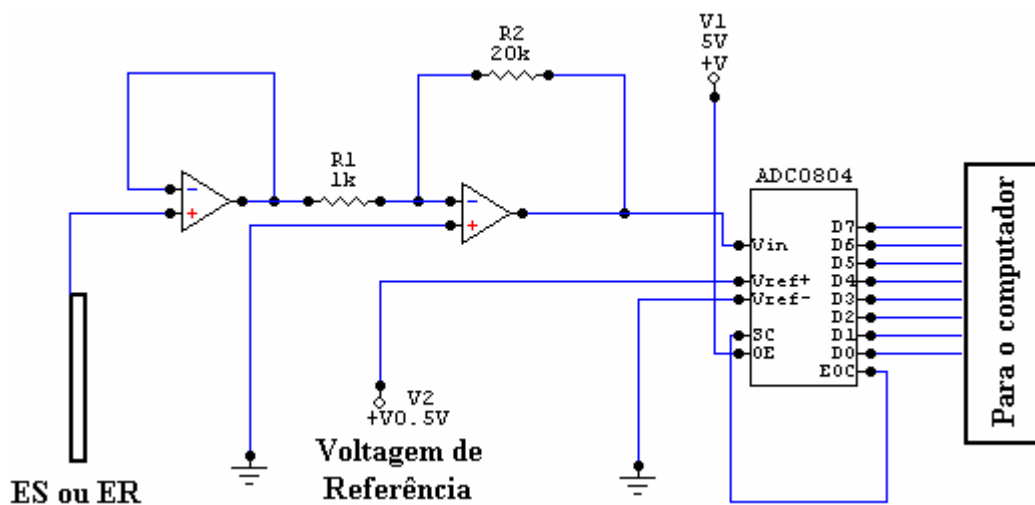 V1
5V
+V
R2
20k
R1
1k
ADC0804
Vin
Vref+
Vref-
SC
OE
D7
D6
D5
D4
D3
D2
D1
D0
EOC
Para o computador
V2
+V0.5V
Voltagem de
Referência
ES ou ER